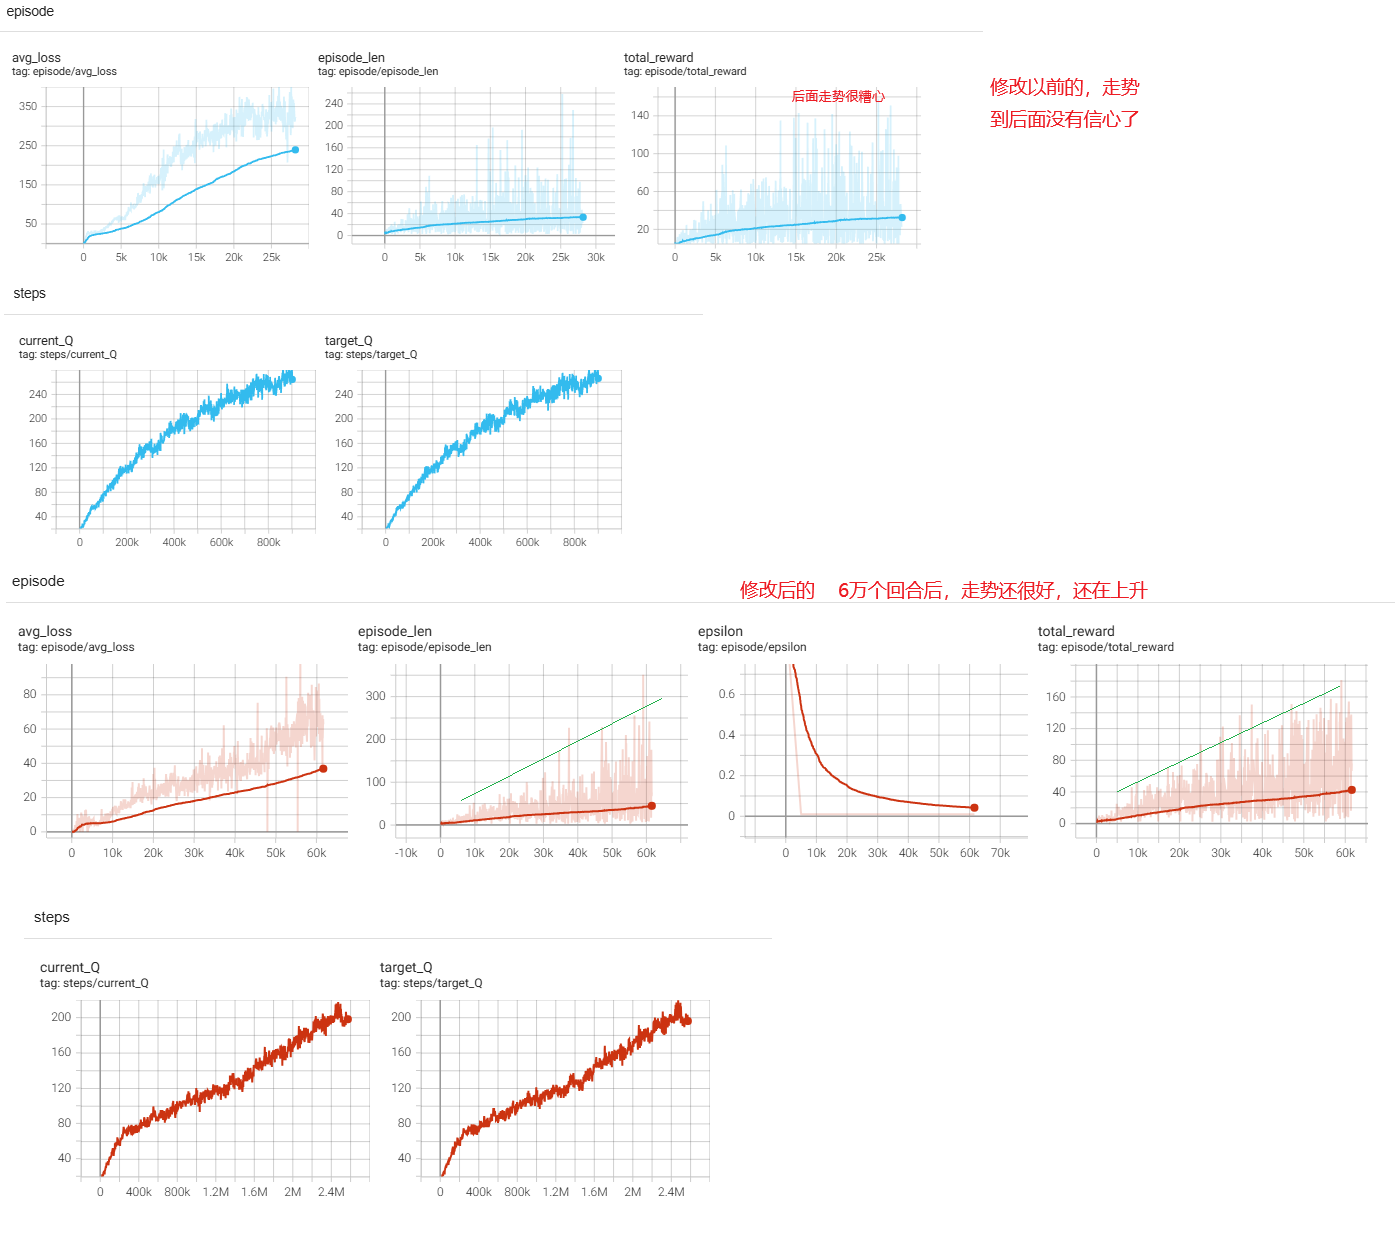 episode
avg_loss
tag: episode/avg_loss
350
250
150
50
0
5k
10k
15k
20k
25k
episode_len
tag: episode/episode_len
240
200
160
120
80
40
0
0
5k
10k
15k
20k
25k
30k
total_reward
tag: episode/total_reward
后面走势很糟心
140
100
60
20
0
5k
10k
15k
20k
25k
修改以前的，走势
到后面没有信心了
steps
current_Q
tag: steps/current_Q
240
200
160
120
80
40
0
200k
400k
600k
800k
target_Q
tag: steps/target_Q
240
200
160
120
80
40
0
200k
400k
600k
800k
episode
修改后的 6万个回合后，走势还很好，还在上升
avg_loss
tag: episode/avg_loss
80
60
40
20
0
0
10k
20k
30k
40k
50k
60k
episode_len
tag: episode/episode_len
300
200
100
0
-10k
0
10k
20k
30k
40k
50k
60k
epsilon
tag: episode/epsilon
0.6
0.4
0.2
0
0
10k
20k
30k
40k
50k
60k
70k
total_reward
tag: episode/total_reward
160
120
80
40
0
0
10k
20k
30k
40k
50k
60k
steps
current_Q
tag: steps/current_Q
200
160
120
80
40
0
400k
800k
1.2M
1.6M
2M
2.4M
target_Q
tag: steps/target_Q
200
160
120
80
40
0
400k
800k
1.2M
1.6M
2M
2.4M